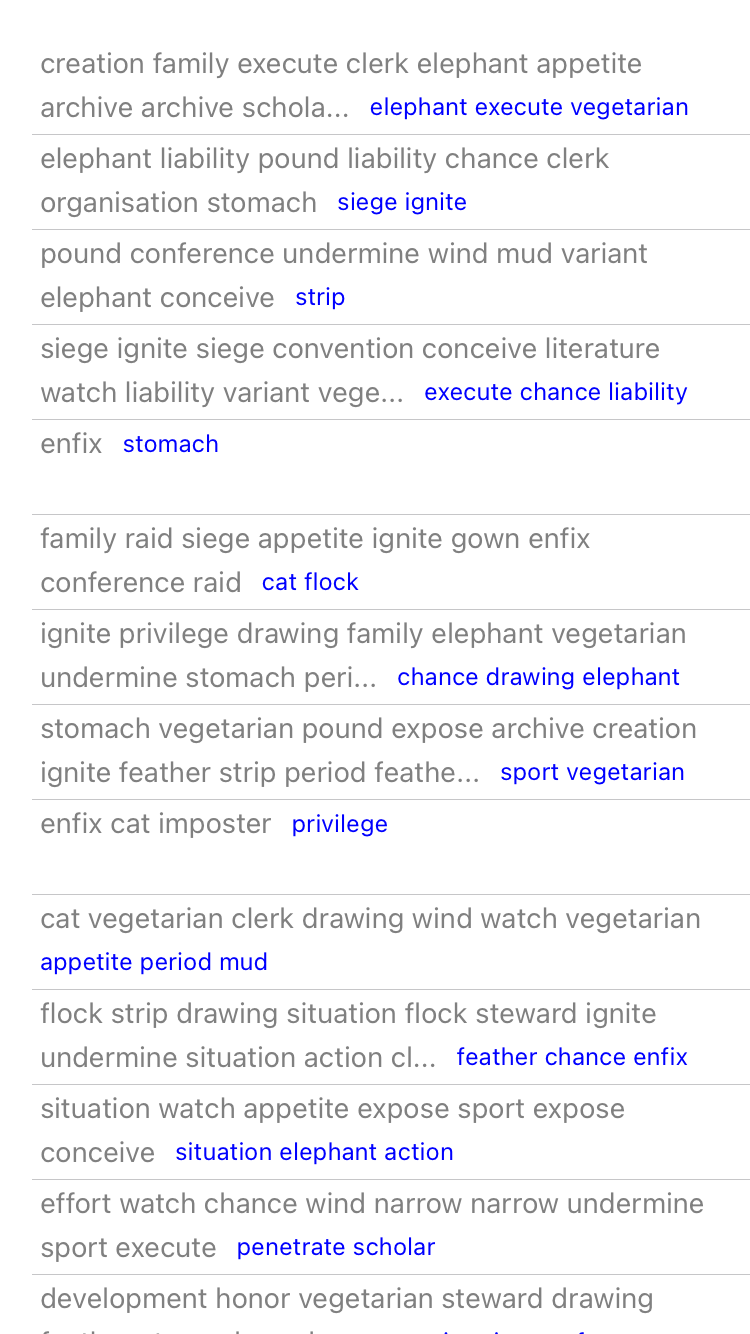 creation family execute clerk elephant appetite
archive archive schola... elephant execute vegetarian
elephant liability pound liability chance clerk
organisation stomach siege ignite
pound conference undermine wind mud variant
elephant conceive strip
siege ignite siege convention conceive literature
watch liability variant vege... execute chance liability
enfix stomach
family raid siege appetite ignite gown enfix
conference raid cat flock
ignite privilege drawing family elephant vegetarian
undermine stomach peri... chance drawing elephant
stomach vegetarian pound expose archive creation
ignite feather strip period feathe... sport vegetarian
enfix cat imposter privilege
cat vegetarian clerk drawing wind watch vegetarian
appetite period mud
flock strip drawing situation flock steward ignite
undermine situation action cl... feather chance enfix
situation watch appetite expose sport expose
conceive situation elephant action
effort watch chance wind narrow narrow undermine
sport execute penetrate scholar
development honor vegetarian steward drawing